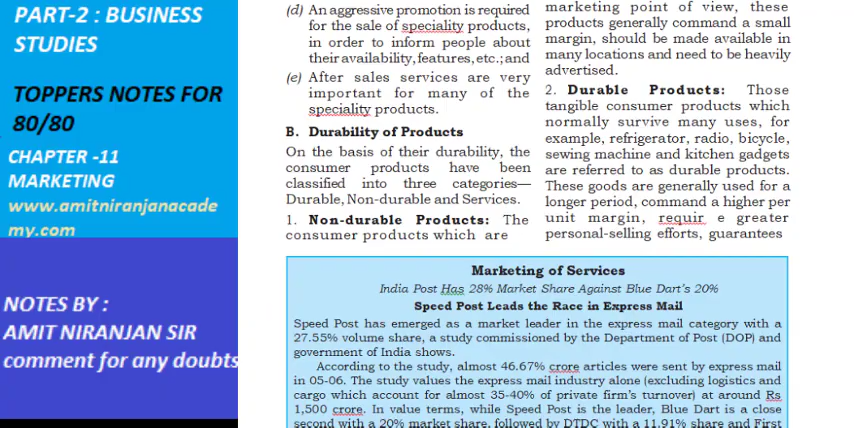 PART-2 : BUSINESS
STUDIES
TOPPERS NOTES FOR
80/80
CHAPTER -11
MARKETING
www.amitniranjanacade
my.com
NOTES BY :
AMIT NIRANJAN SIR
comment for any doubts
(d) An aggressive promotion is required
for the sale of speciality products,
in order to inform people about
their availability, features, etc.; and
(e) After sales services are very
important for many of the
speciality products.
B. Durability of Products
On the basis of their durability, the
consumer products have been
classified into three categories—
Durable, Non-durable and Services.
1. Non-durable Products: The
consumer products which are
marketing point of view, these
products generally command a small
margin, should be made available in
many locations and need to be heavily
advertised.
2. Durable Products: Those
tangible consumer products which
normally survive many uses, for
example, refrigerator, radio, bicycle,
sewing machine and kitchen gadgets
are referred to as durable products.
These goods are generally used for a
longer period, command a higher per
unit margin, requir e greater
personal-selling efforts, guarantees
Marketing of Services
India Post Has 28% Market Share Against Blue Dart's 20%
Speed Post Leads the Race in Express Mail
Speed Post has emerged as a market leader in the express mail category with a
27.55% volume share, a study commissioned by the Department of Post (DOP) and
government of India shows.
According to the study, almost 46.67% crore articles were sent by express mail
in 05-06. The study values the express mail industry alone (excluding logistics and
cargo which account for almost 35-40% of private firm's turnover) at around Rs
1,500 crore. In value terms, while Speed Post is the leader, Blue Dart is a close
second with a 20% market share, followed by DTDC with a 11.91% share and First